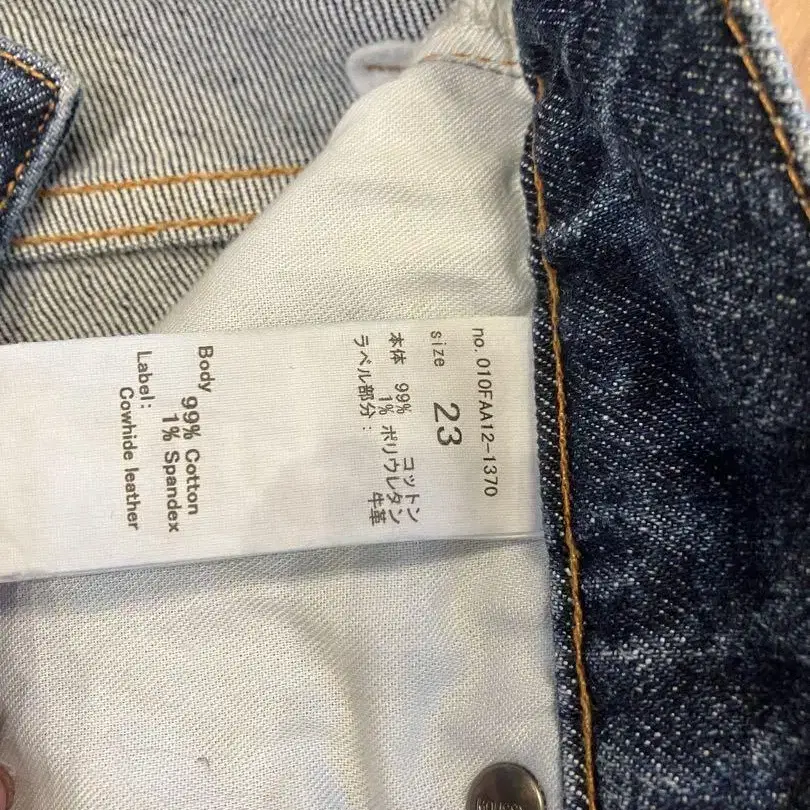 no.010FAA12-1370
size 23
本体 99% コットン
1% ポリウレタン
ラベル部分: 牛革
Body
99% Cotton
1% Spandex
Label:
Cowhide leather